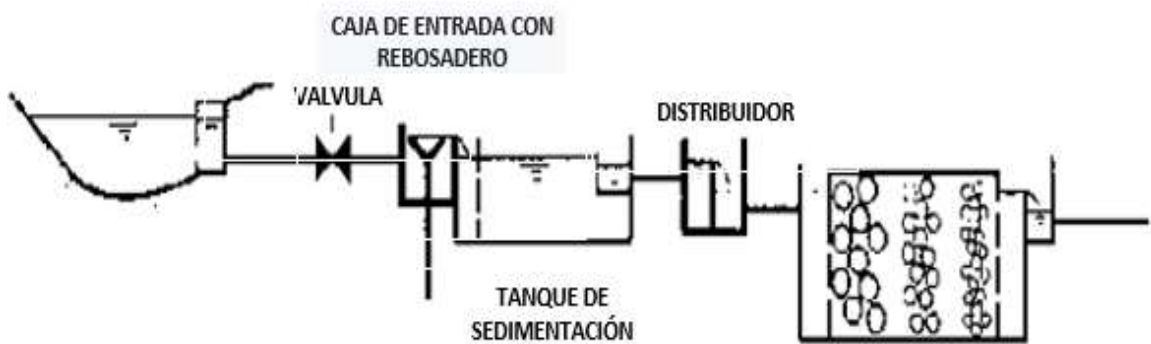 CAJA DE ENTRADA CON
REBOSADERO
VALVULA
DISTRIBUIDOR
TANQUE DE
SEDIMENTACIÓN